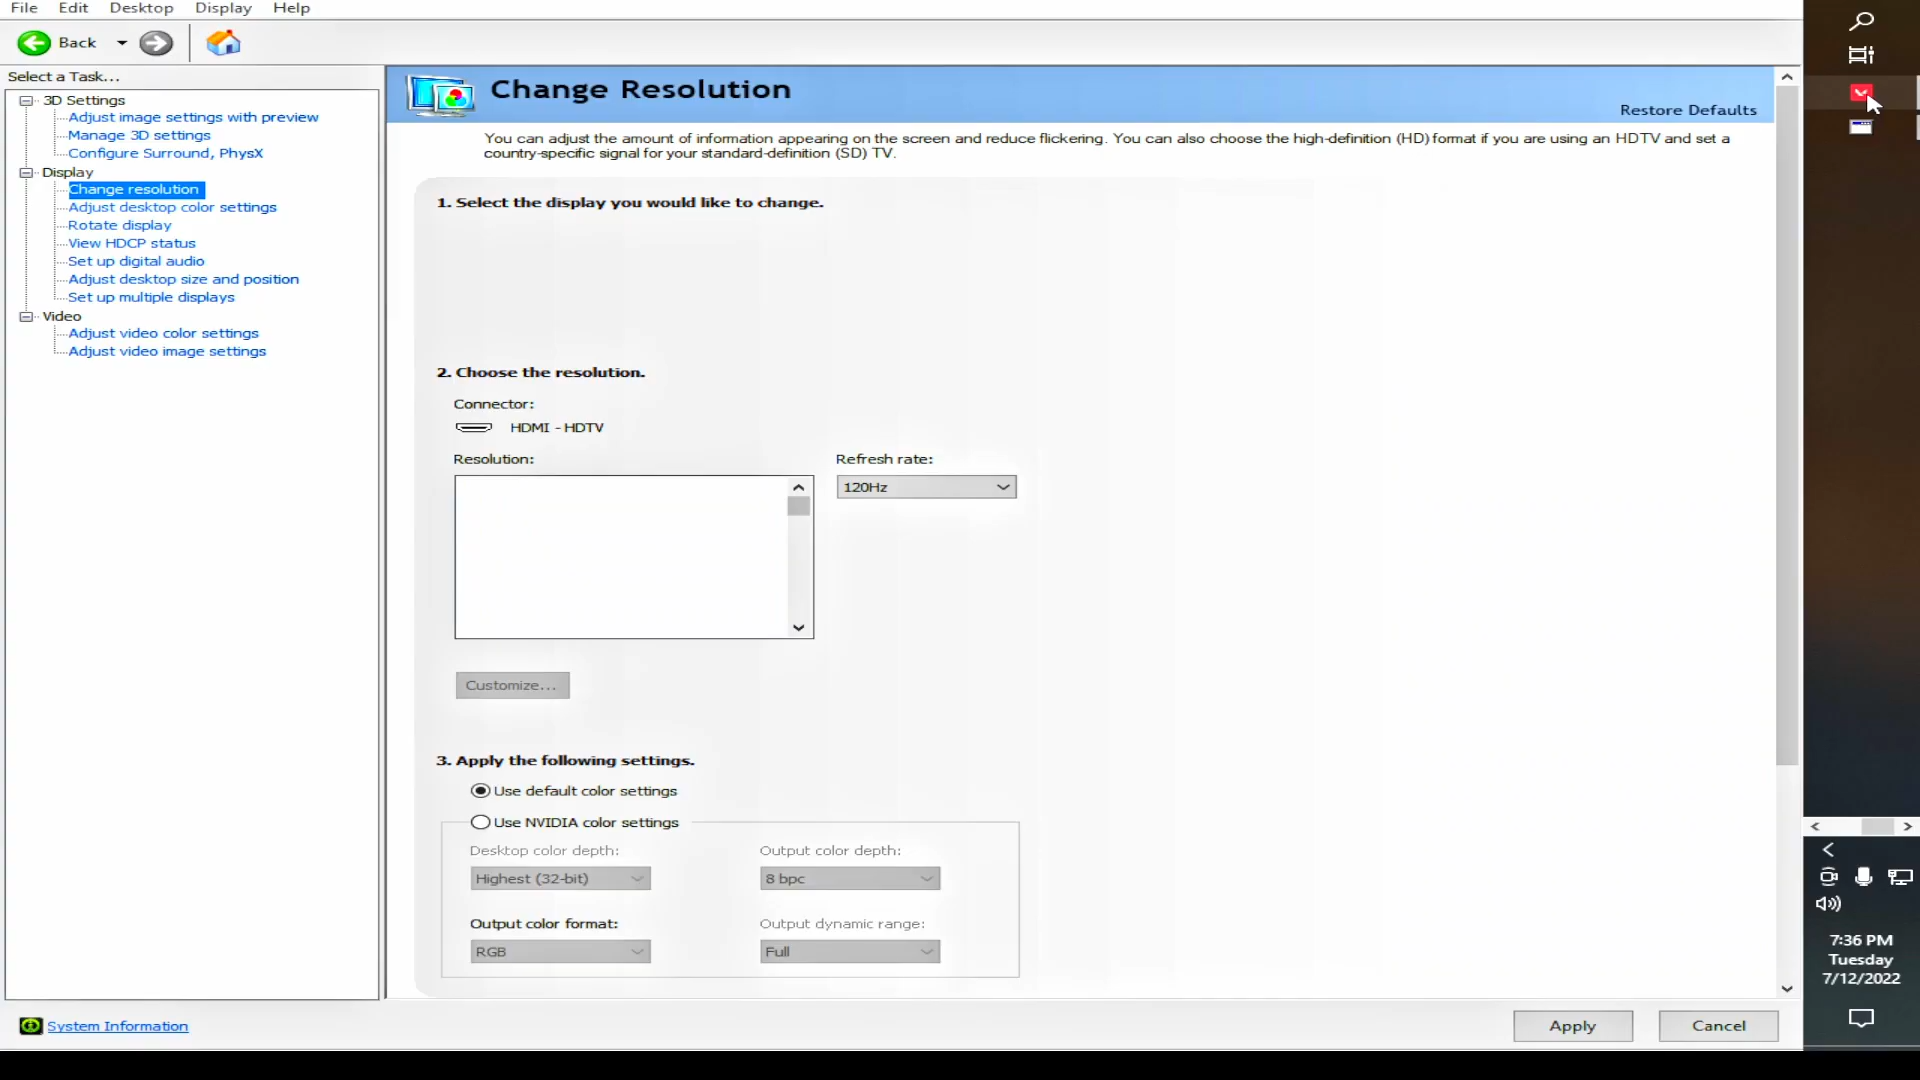 File Edit Desktop Display Help
Back
Select a Task...
3D Settings
Adjust image settings with preview
Manage 3D settings
Configure Surround, PhysX
Display
Change resolution
Adjust desktop color settings
Rotate display
View HDCP status
Set up digital audio
Adjust desktop size and position
Set up multiple displays
Video
Adjust video color settings
Adjust video image settings
System Information
Change Resolution
Restore Defaults
You can adjust the amount of information appearing on the screen and reduce flickering. You can also choose the high-definition (HD) format if you are using an HDTV and set a
country-specific signal for your standard-definition (SD) TV.
1. Select the display you would like to change.
2. Choose the resolution.
Connector:
HDMI - HDTV
Resolution: Refresh rate:
120Hz
Customize...
3. Apply the following settings.
Use default color settings
Use NVIDIA color settings
Desktop color depth: Output color depth:
Highest (32-bit) 8 bpc
Output color format: Output dynamic range:
RGB Full
Apply Cancel
7:36 PM
Tuesday
7/12/2022